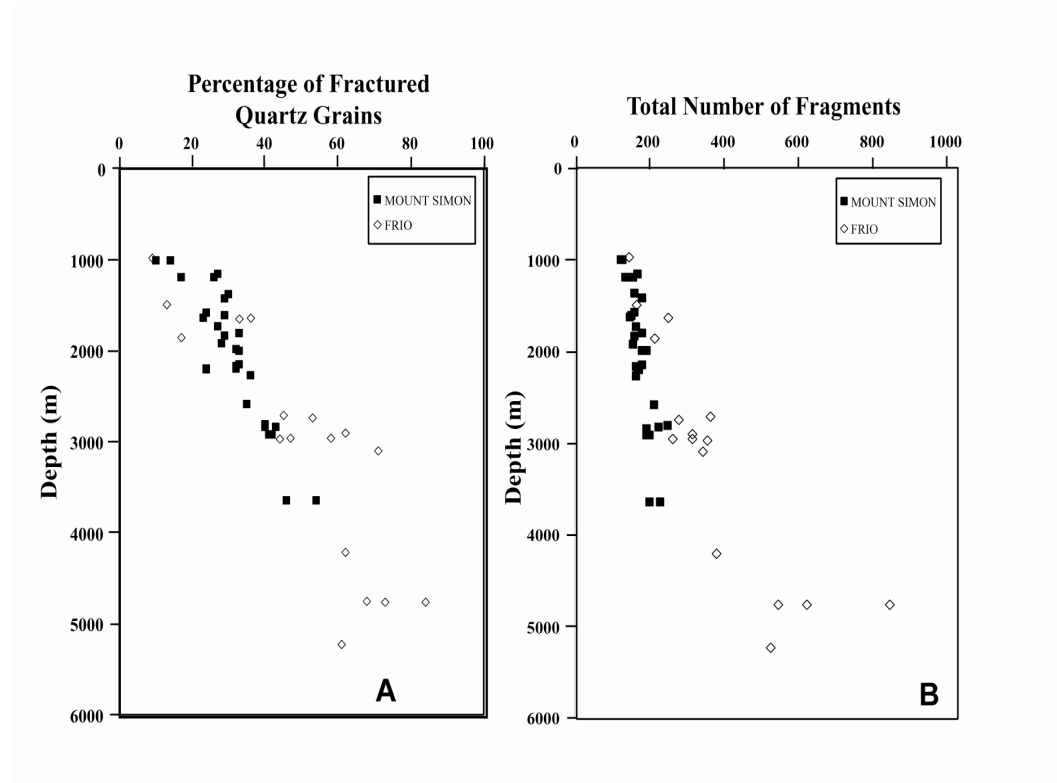 Percentage of Fractured
Quartz Grains
0 20 40 60 80 100
0
1000
2000
3000
4000
5000
6000
Depth (m)
MOUNT SIMON
FRIO
A
Total Number of Fragments
0 200 400 600 800 1000
0
1000
2000
3000
4000
5000
6000
Depth (m)
MOUNT SIMON
FRIO
B